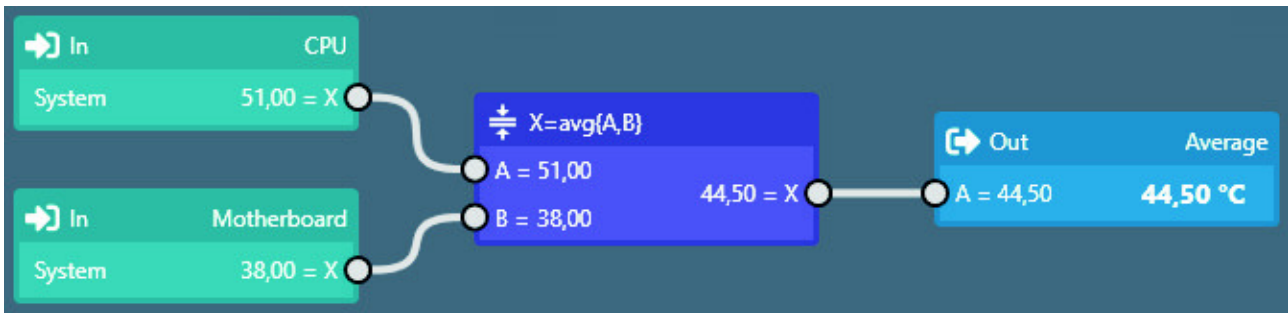 In CPU
System 51,00 = X
In Motherboard
System 38,00 = X
X=avg{A,B}
A = 51,00
44,50 = X
B = 38,00
Out Average
A = 44,50 44,50 °C